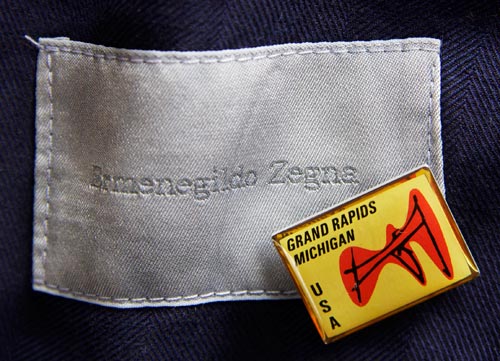 Ermenegildo Zegna
GRAND RAPIDS
MICHIGAN
USA